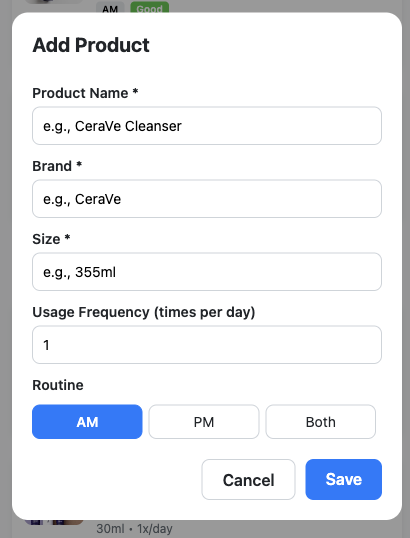 AM Good
Add Product
Product Name *
e.g., CeraVe Cleanser
Brand *
e.g., CeraVe
Size *
e.g., 355ml
Usage Frequency (times per day)
1
Routine
AM PM Both
Cancel Save
30ml • 1x/day